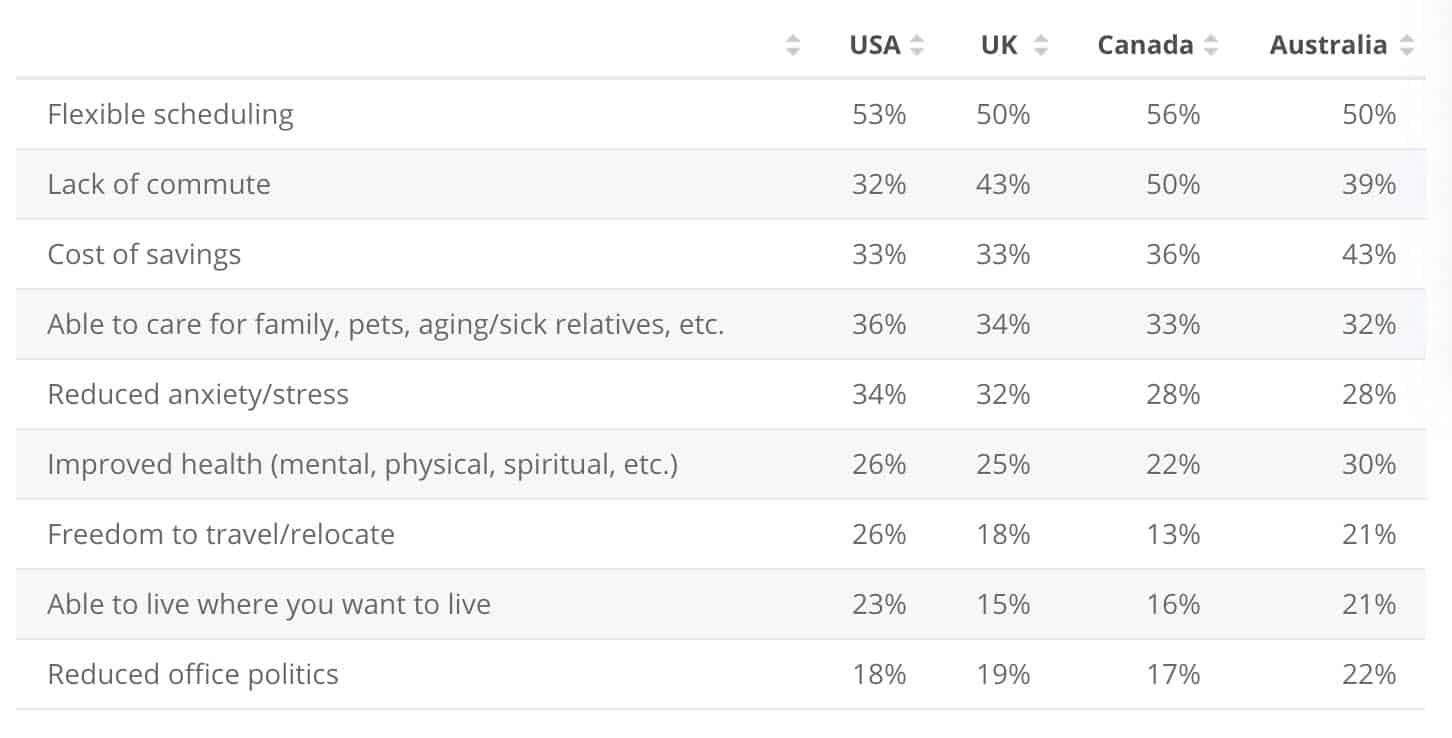 USA UK Canada Australia
Flexible scheduling 53% 50% 56% 50%
Lack of commute 32% 43% 50% 39%
Cost of savings 33% 33% 36% 43%
Able to care for family, pets, aging/sick relatives, etc. 36% 34% 33% 32%
Reduced anxiety/stress 34% 32% 28% 28%
Improved health (mental, physical, spiritual, etc.) 26% 25% 22% 30%
Freedom to travel/relocate 26% 18% 13% 21%
Able to live where you want to live 23% 15% 16% 21%
Reduced office politics 18% 19% 17% 22%